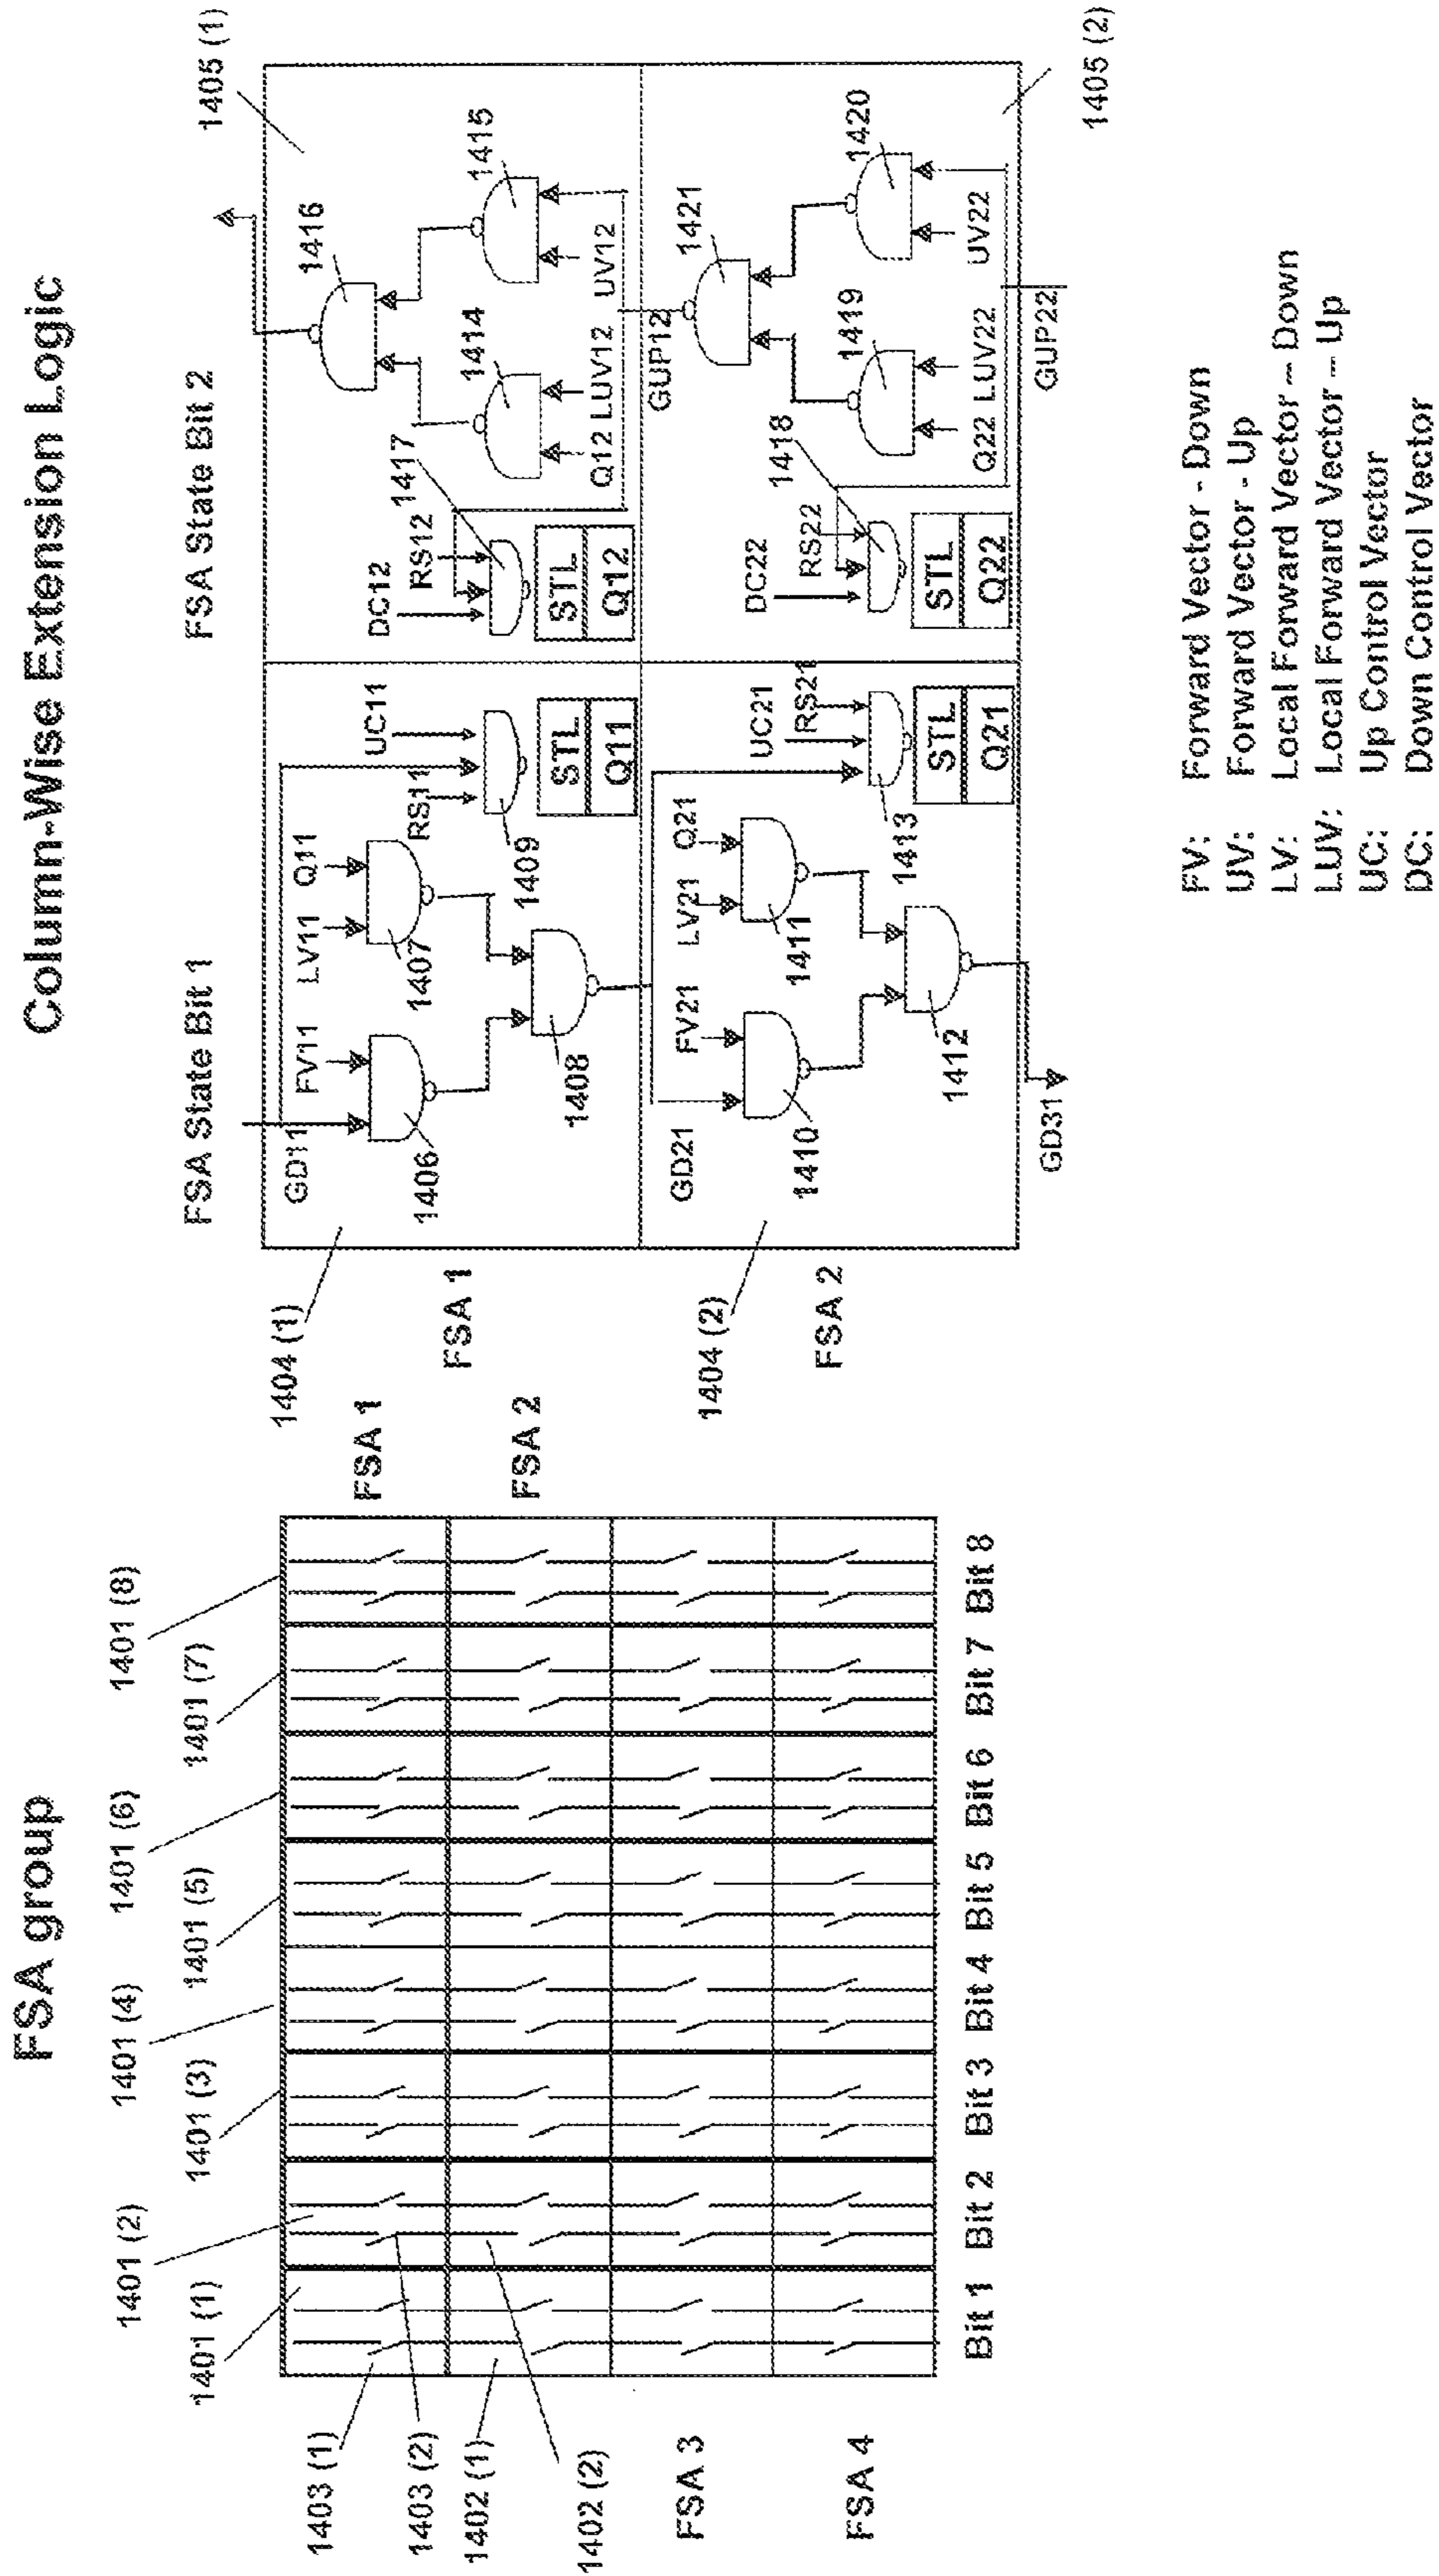 FSA group
1401 (1)
1401 (2)
1401 (3)
1401 (4)
1401 (5)
1401 (6)
1401 (7)
1401 (8)
1403 (1)
1403 (2)
1402 (1)
1402 (2)
FSA 3
FSA 4
FSA 1
FSA 2
Bit 1 Bit 2 Bit 3 Bit 4 Bit 5 Bit 6 Bit 7 Bit 8
Column-Wise Extension Logic
FSA State Bit 1
FSA State Bit 2
1404 (1)
1405 (1)
FSA 1
GD11
FV11
LV11
Q11
RS11
UC11
1406
1407
1408
1409
STL
Q11
DC12
RS12
1417
1414
1415
1416
Q12
LUV12
UV12
STL
Q12
GUP12
1404 (2)
1405 (2)
FSA 2
GD21
FV21
LV21
Q21
UC21
RS21
1410
1411
1412
1413
STL
Q21
GD31
DC22
RS22
1418
1419
1420
1421
Q22
LUV22
UV22
STL
Q22
GUP22
FV: Forward Vector - Down
UV: Forward Vector - Up
LV: Local Forward Vector – Down
LUV: Local Forward Vector – Up
UC: Up Control Vector
DC: Down Control Vector